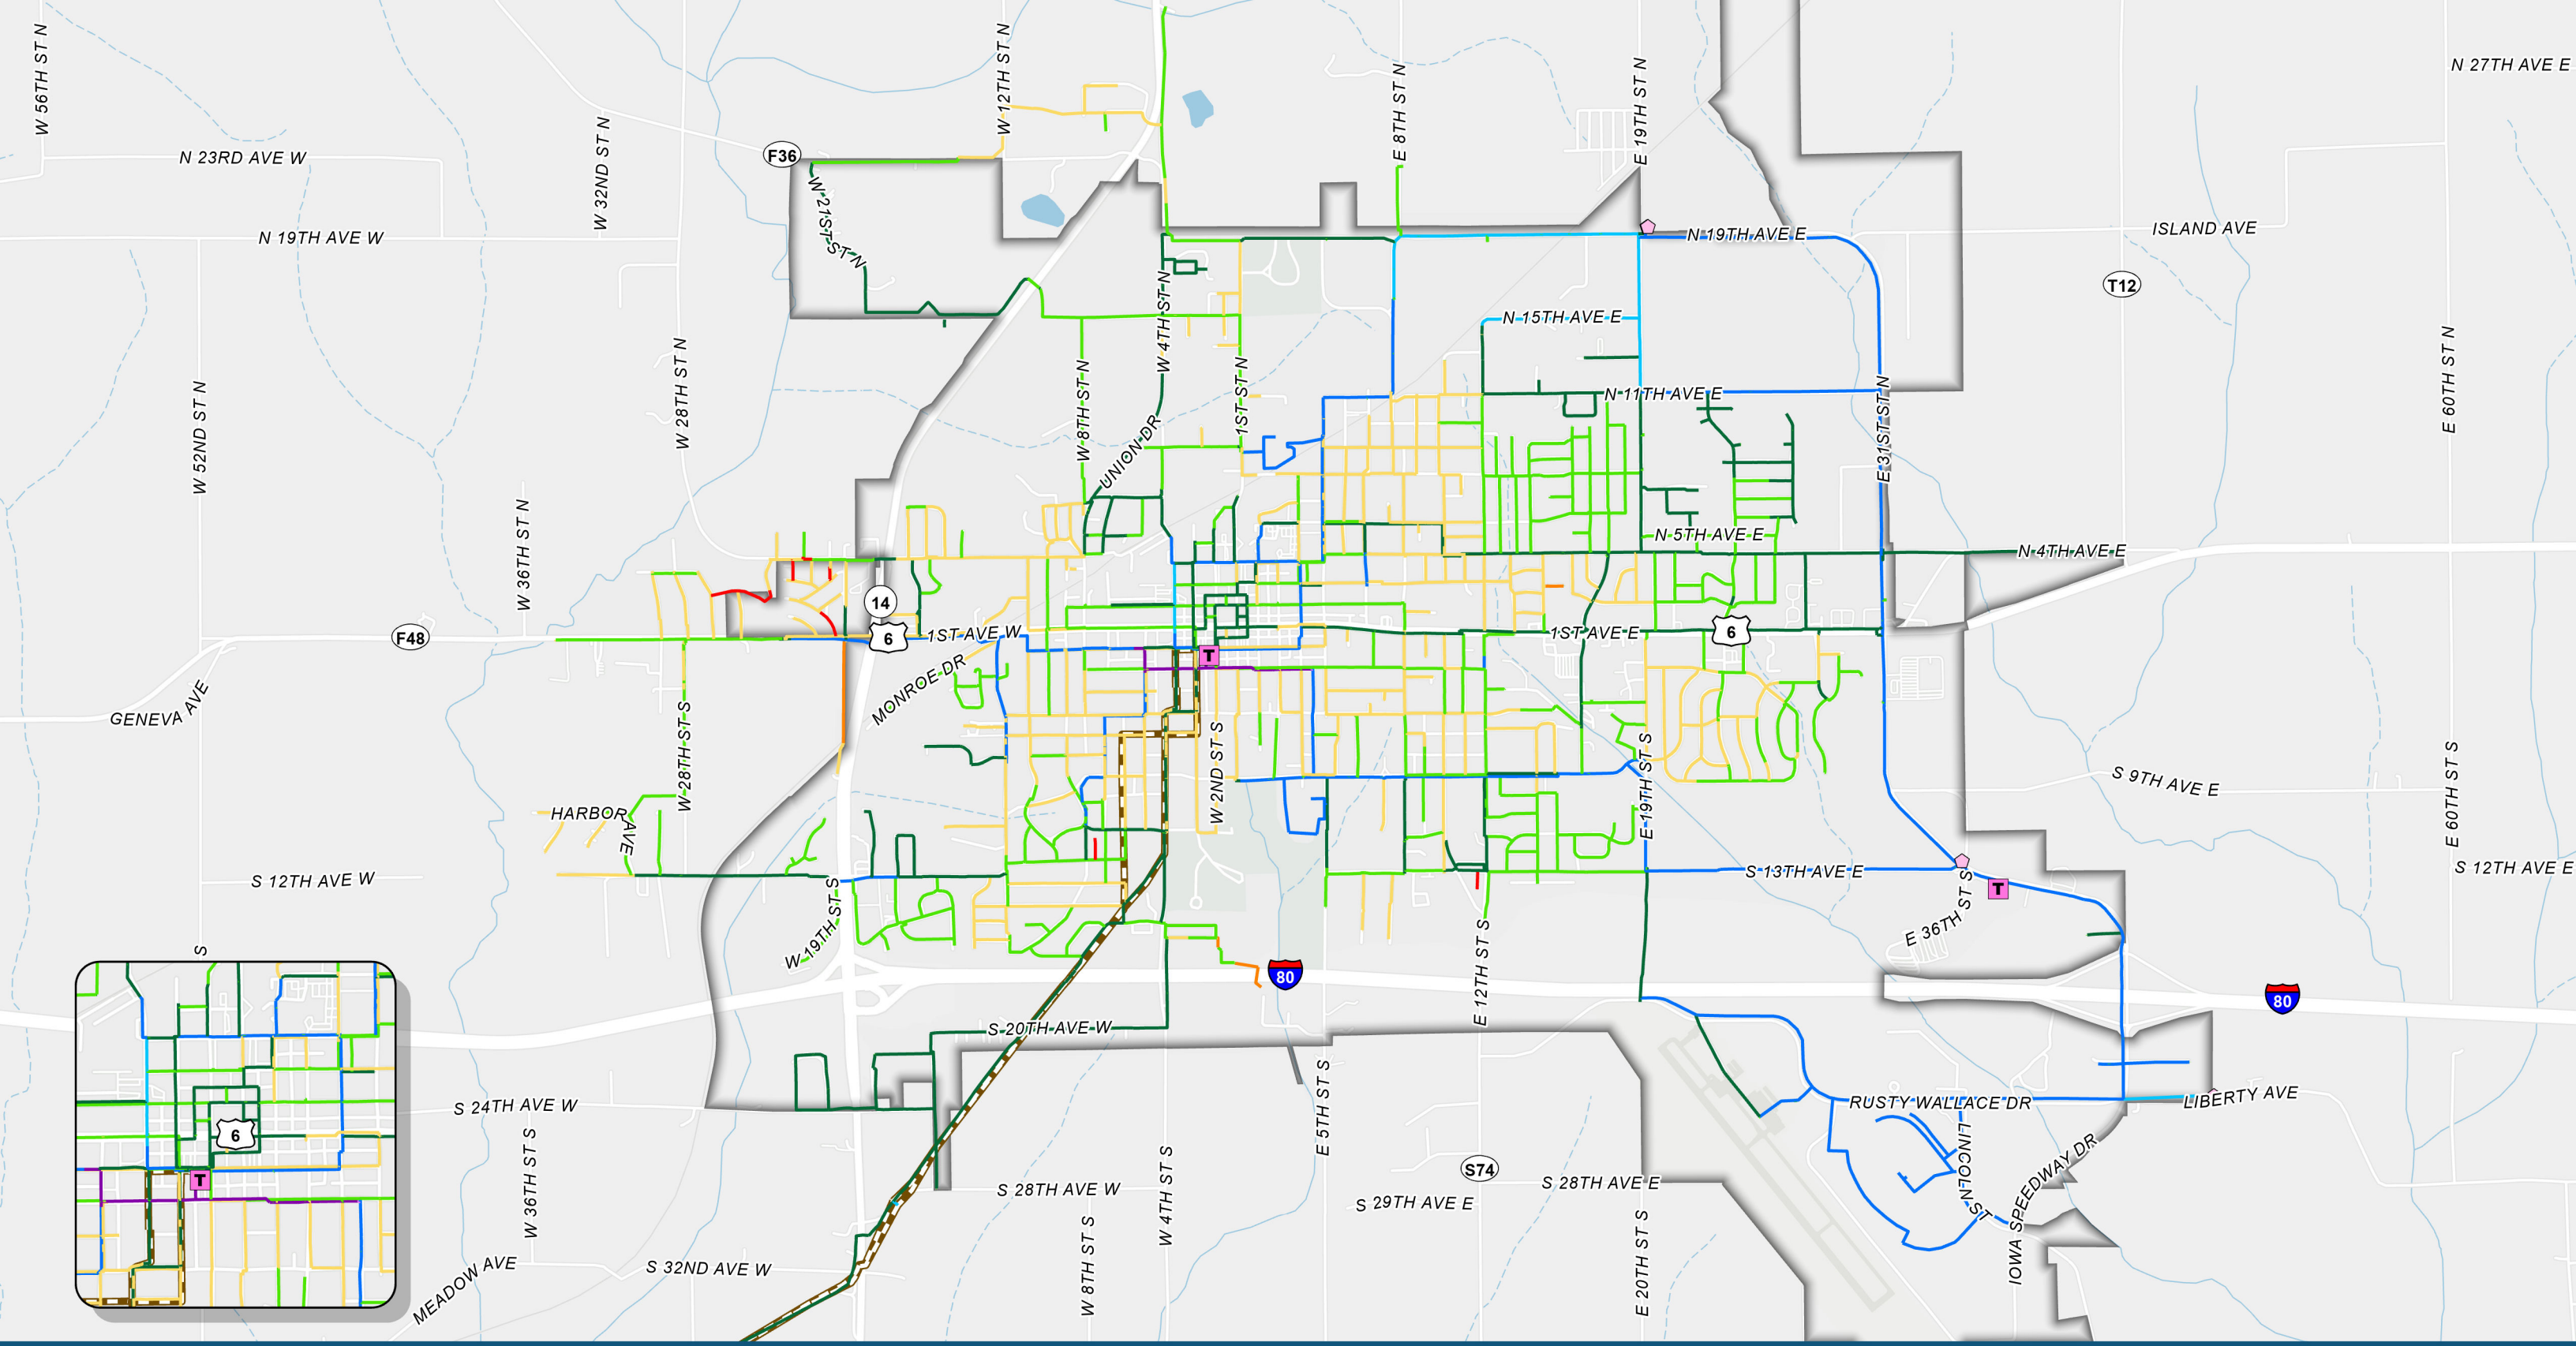 W 56TH ST N
W 12TH ST N
E 8TH ST N
E 19TH ST N
N 27TH AVE E
W 32ND ST N
F36
N 23RD AVE W
W 21ST ST N
N 19TH AVE W
N 19TH AVE E
ISLAND AVE
T12
W 4TH ST N
N 15TH AVE E
W 28TH ST N
W 52ND ST N
W 8TH ST N
1ST ST N
N 11TH AVE E
E 31ST ST N
E 60TH ST N
UNION DR
W 36TH ST N
N 5TH AVE E
N 4TH AVE E
14
F48
6
1ST AVE W
1ST AVE E
6
T
MONROE DR
GENEVA AVE
W 28TH ST S
W 2ND ST S
E 19TH ST S
S 9TH AVE E
E 60TH ST S
HARBOR AVE
S 12TH AVE W
S 13TH AVE E
S 12TH AVE E
T
W 19TH ST S
E 36TH ST S
S
E 12TH ST S
80
80
S 20TH AVE W
6
T
S 24TH AVE W
W 36TH ST S
E 5TH ST S
RUSTY WALLACE DR
LIBERTY AVE
LINCOLN ST
IOWA SPEEDWAY DR
S74
S 28TH AVE W
S 29TH AVE E
S 28TH AVE E
W 4TH ST S
W 8TH ST S
E 20TH ST S
MEADOW AVE
S 32ND AVE W